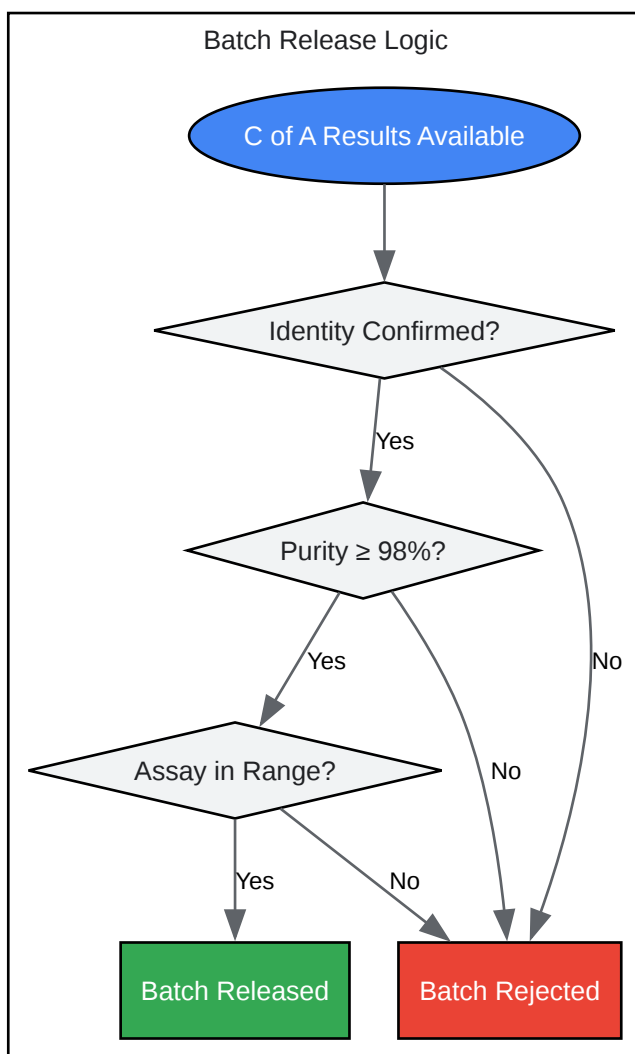 Batch Release Logic
C of A Results Available
Identity Confirmed?
Yes
Purity ≥ 98%?
Yes
No
Assay in Range?
No
Yes
No
Batch Released
Batch Rejected